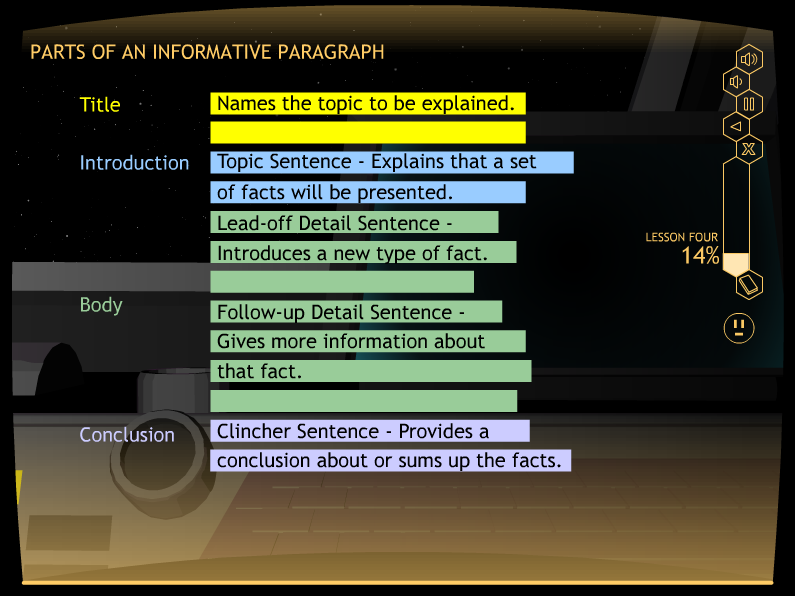 PARTS OF AN INFORMATIVE PARAGRAPH
Title
Names the topic to be explained.
Introduction
Topic Sentence - Explains that a set
of facts will be presented.
Lead-off Detail Sentence -
Introduces a new type of fact.
Body
Follow-up Detail Sentence -
Gives more information about
that fact.
Conclusion
Clincher Sentence - Provides a
conclusion about or sums up the facts.
LESSON FOUR
14%